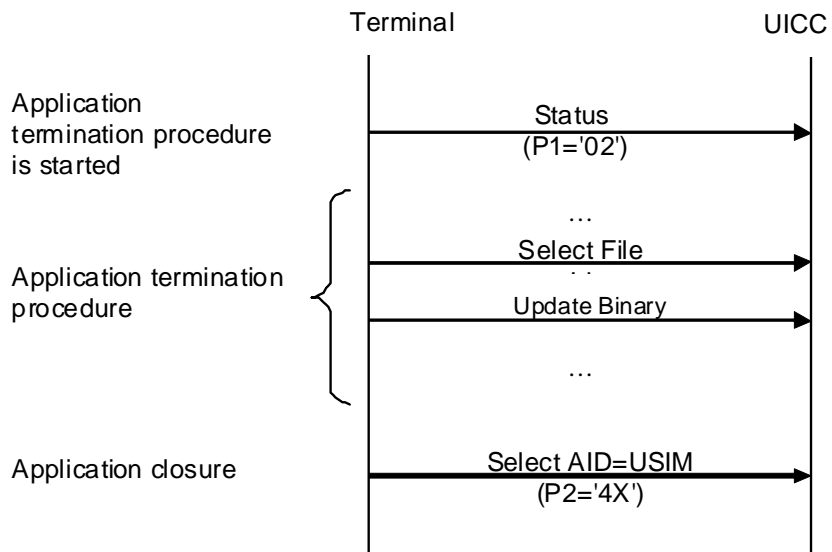 Terminal UICC
Application
termination procedure
is started
Status
(P1='02')
...
Select File
. .
Application termination
procedure
Update Binary
...
Application closure
Select AID=USIM
(P2='4X')